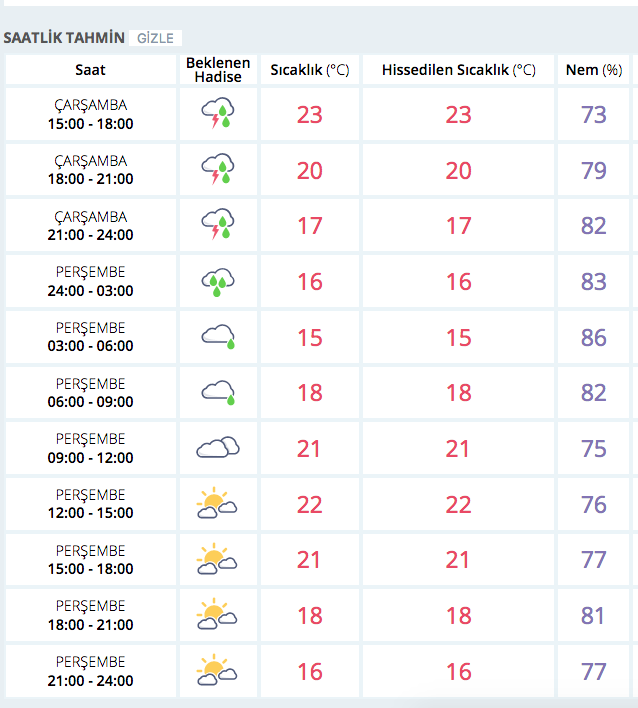 SAATLİK TAHMİN GİZLE
Saat Beklenen Hadise Sıcaklık (°C) Hissedilen Sıcaklık (°C) Nem (%)
ÇARŞAMBA
15:00 - 18:00 23 23 73
ÇARŞAMBA
18:00 - 21:00 20 20 79
ÇARŞAMBA
21:00 - 24:00 17 17 82
PERŞEMBE
24:00 - 03:00 16 16 83
PERŞEMBE
03:00 - 06:00 15 15 86
PERŞEMBE
06:00 - 09:00 18 18 82
PERŞEMBE
09:00 - 12:00 21 21 75
PERŞEMBE
12:00 - 15:00 22 22 76
PERŞEMBE
15:00 - 18:00 21 21 77
PERŞEMBE
18:00 - 21:00 18 18 81
PERŞEMBE
21:00 - 24:00 16 16 77